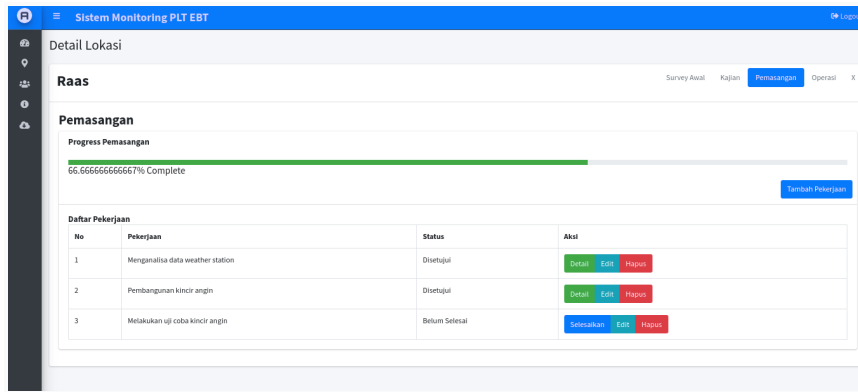 R
Sistem Monitoring PLT EBT
Logout
Detail Lokasi
Raas
Survey Awal Kajian Pemasangan Operasi X
Pemasangan
Progress Pemasangan
66.666666666667% Complete
Tambah Pekerjaan
Daftar Pekerjaan
No Pekerjaan Status Aksi
1 Menganalisa data weather station Disetujui Detail Edit Hapus
2 Pembangunan kincir angin Disetujui Detail Edit Hapus
3 Melakukan uji coba kincir angin Belum Selesai Selesaikan Edit Hapus